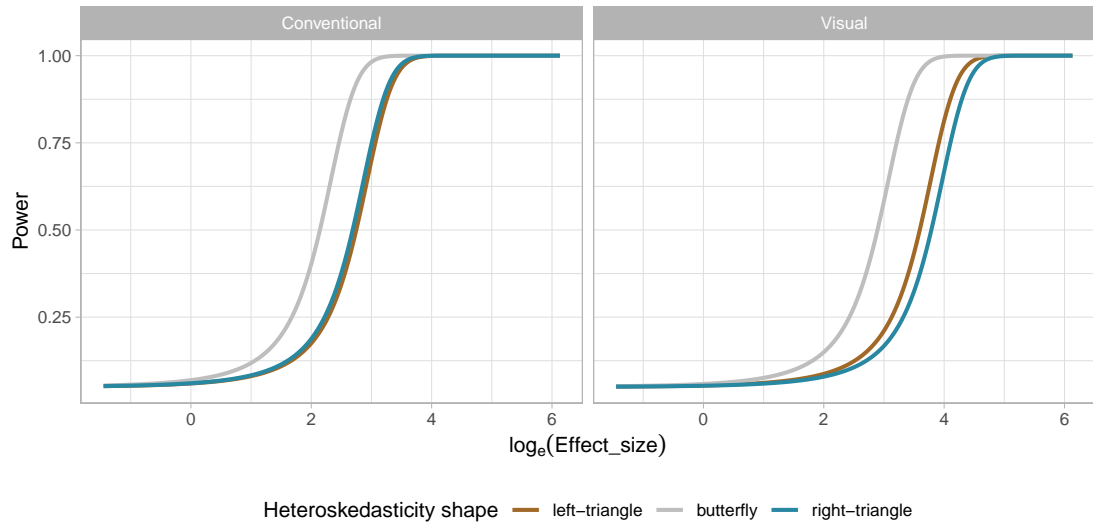 Conventional
Visual
1.00
0.75
0.50
0.25
Power
0 2 4 6
0 2 4 6
logₑ(Effect_size)
Heteroskedasticity shape left−triangle butterfly right−triangle